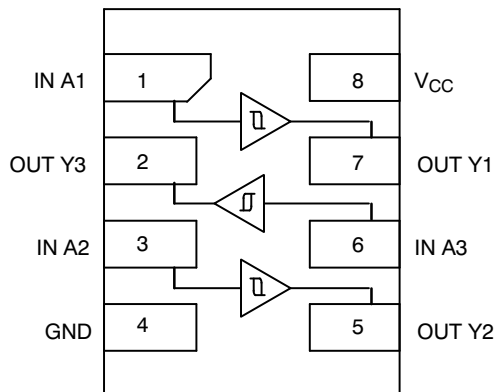 IN A1 1 8 VCC
OUT Y3 2 7 OUT Y1
IN A2 3 6 IN A3
GND 4 5 OUT Y2